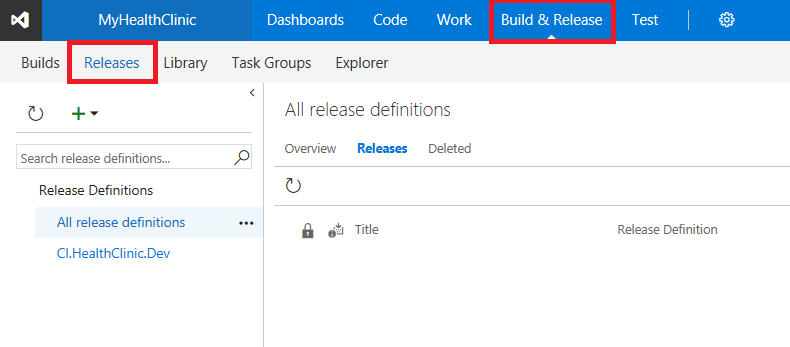 MyHealthClinic Dashboards Code Work Build & Release Test
Builds Releases Library Task Groups Explorer
All release definitions
Overview Releases Deleted
Search release definitions...
Release Definitions
All release definitions ...
CI.HealthClinic.Dev
Title Release Definition